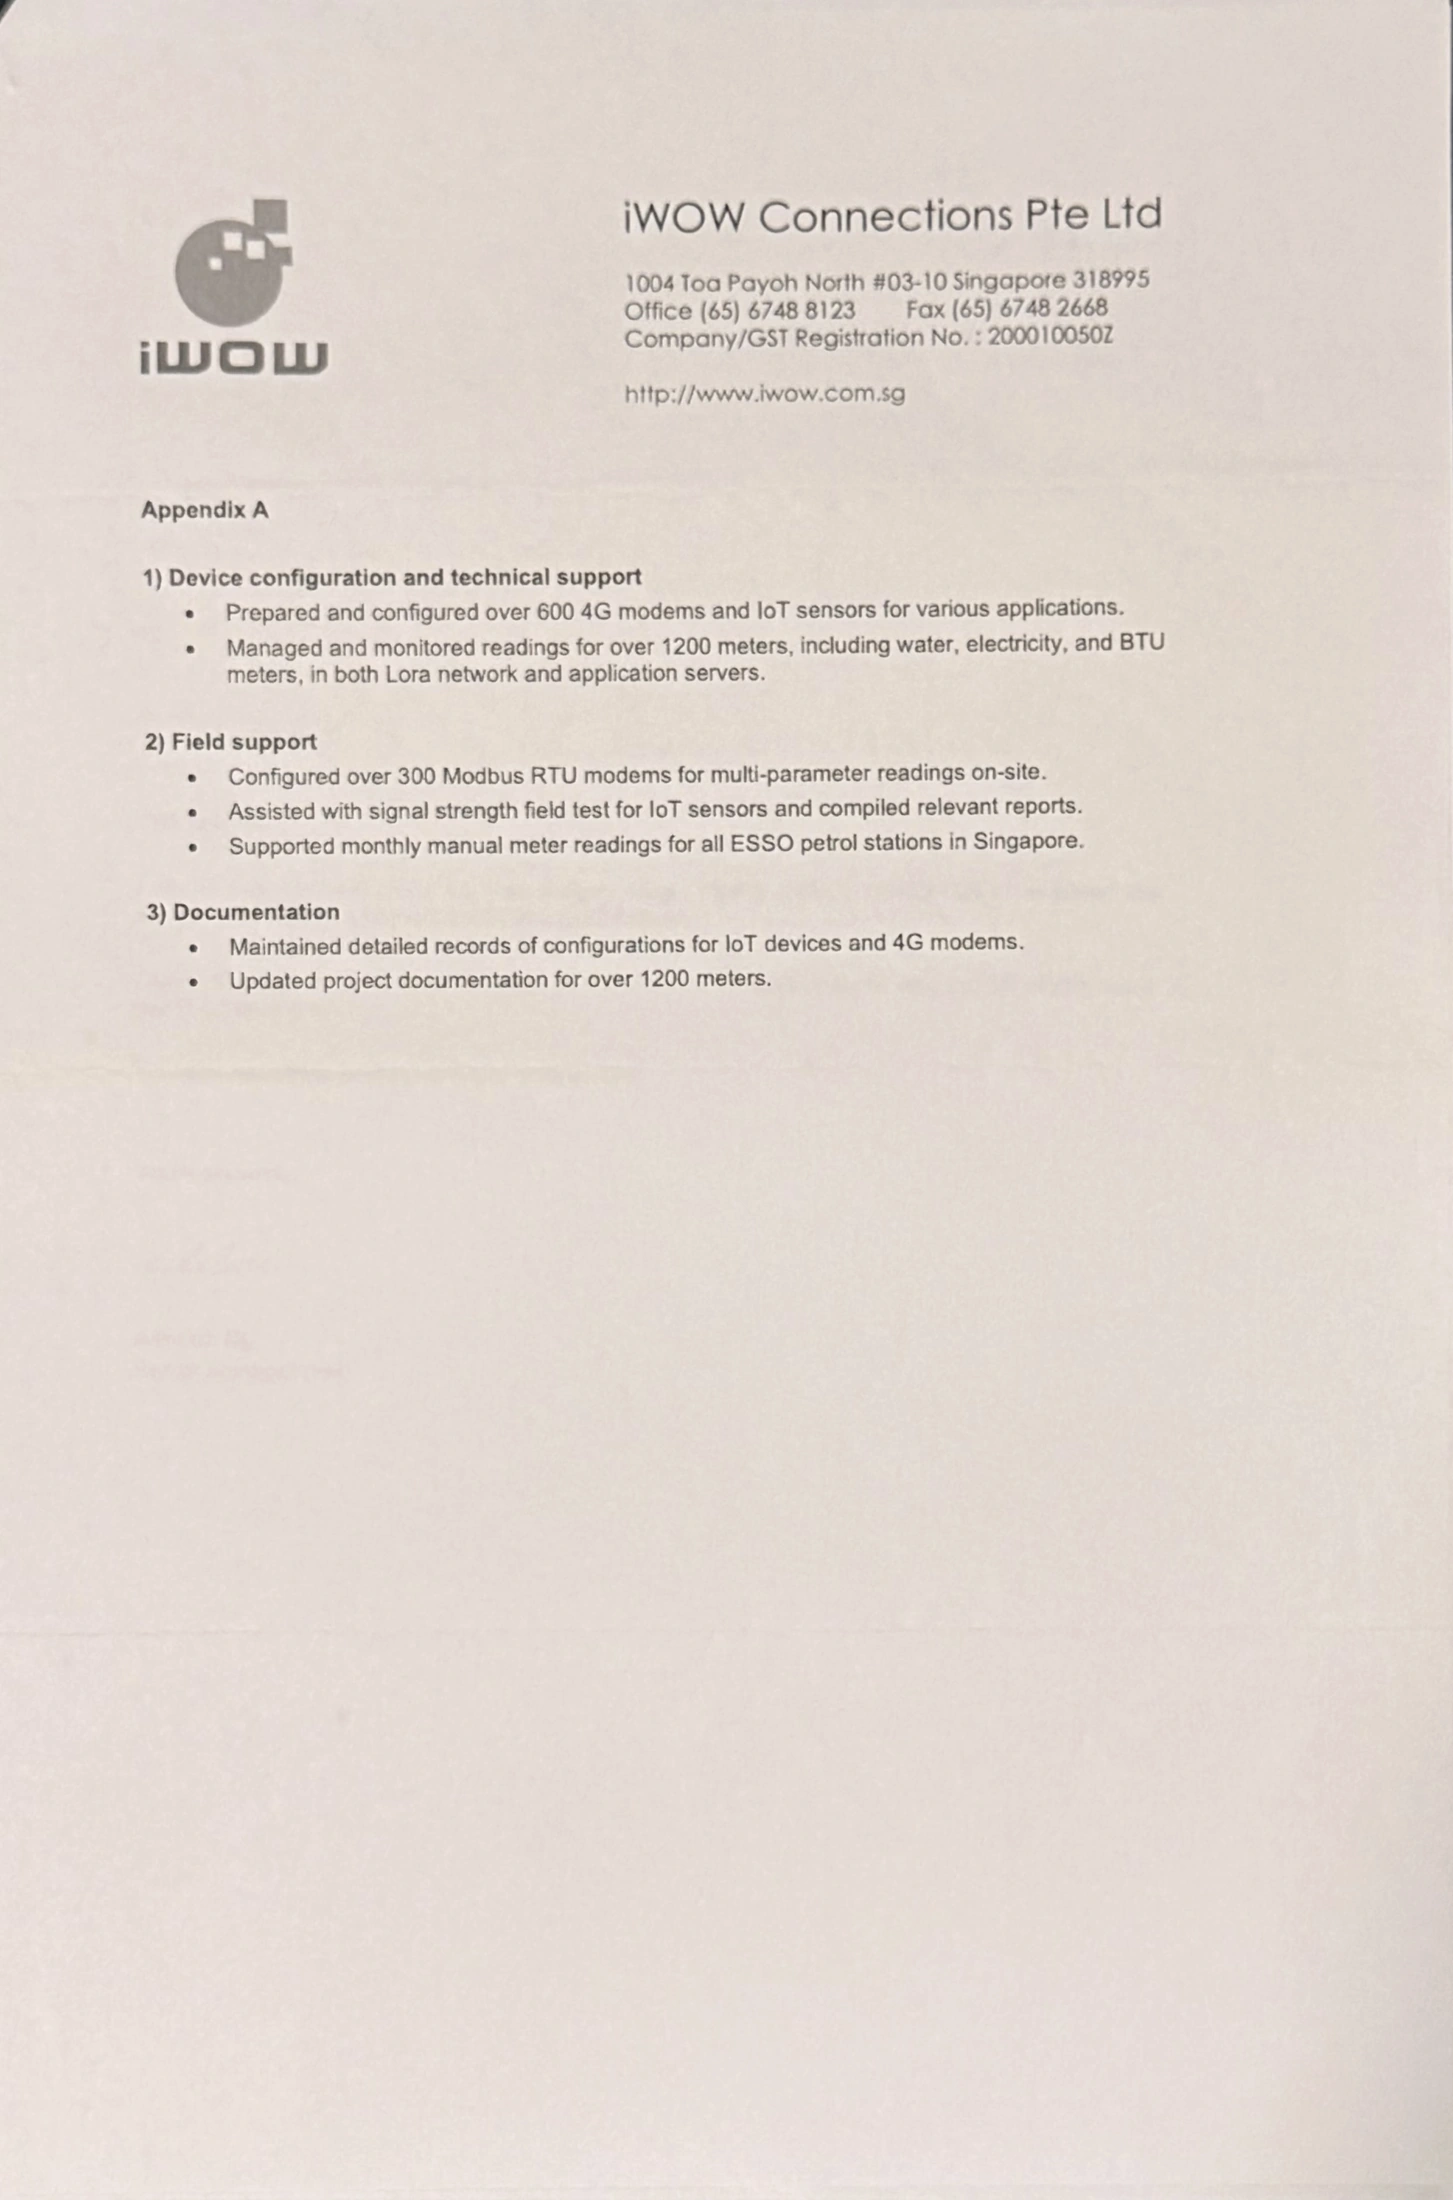 iWOW
iWOW Connections Pte Ltd
1004 Toa Payoh North #03-10 Singapore 318995
Office (65) 6748 8123 Fax (65) 6748 2668
Company/GST Registration No. : 200010050Z
http://www.iwow.com.sg
Appendix A
1) Device configuration and technical support
• Prepared and configured over 600 4G modems and IoT sensors for various applications.
• Managed and monitored readings for over 1200 meters, including water, electricity, and BTU
meters, in both Lora network and application servers.
2) Field support
• Configured over 300 Modbus RTU modems for multi-parameter readings on-site.
• Assisted with signal strength field test for IoT sensors and compiled relevant reports.
• Supported monthly manual meter readings for all ESSO petrol stations in Singapore.
3) Documentation
• Maintained detailed records of configurations for IoT devices and 4G modems.
• Updated project documentation for over 1200 meters.